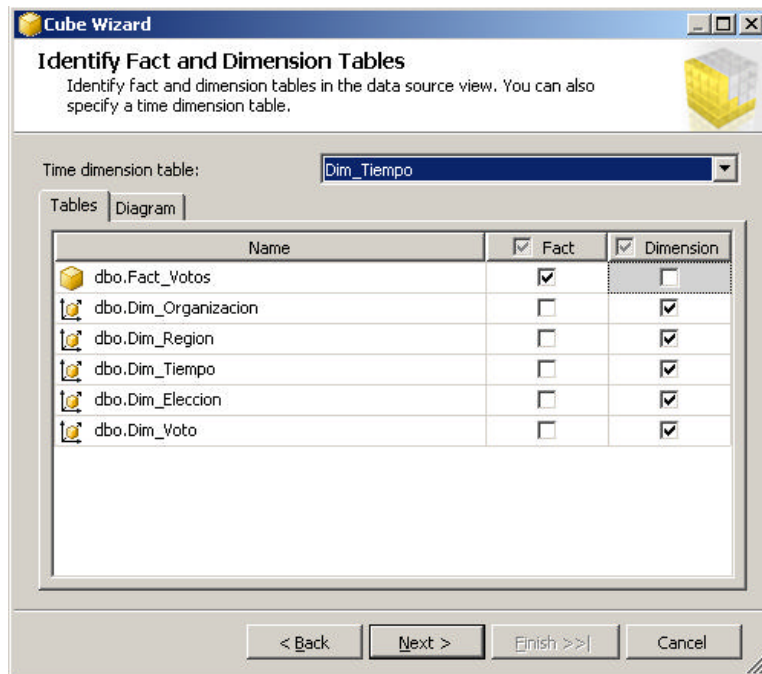 Cube Wizard
Identify Fact and Dimension Tables
Identify fact and dimension tables in the data source view. You can also
specify a time dimension table.
Time dimension table: Dim_Tiempo
Tables Diagram
Name Fact Dimension
dbo.Fact_Votos
dbo.Dim_Organizacion
dbo.Dim_Region
dbo.Dim_Tiempo
dbo.Dim_Eleccion
dbo.Dim_Voto
< Back Next > Finish >>| Cancel